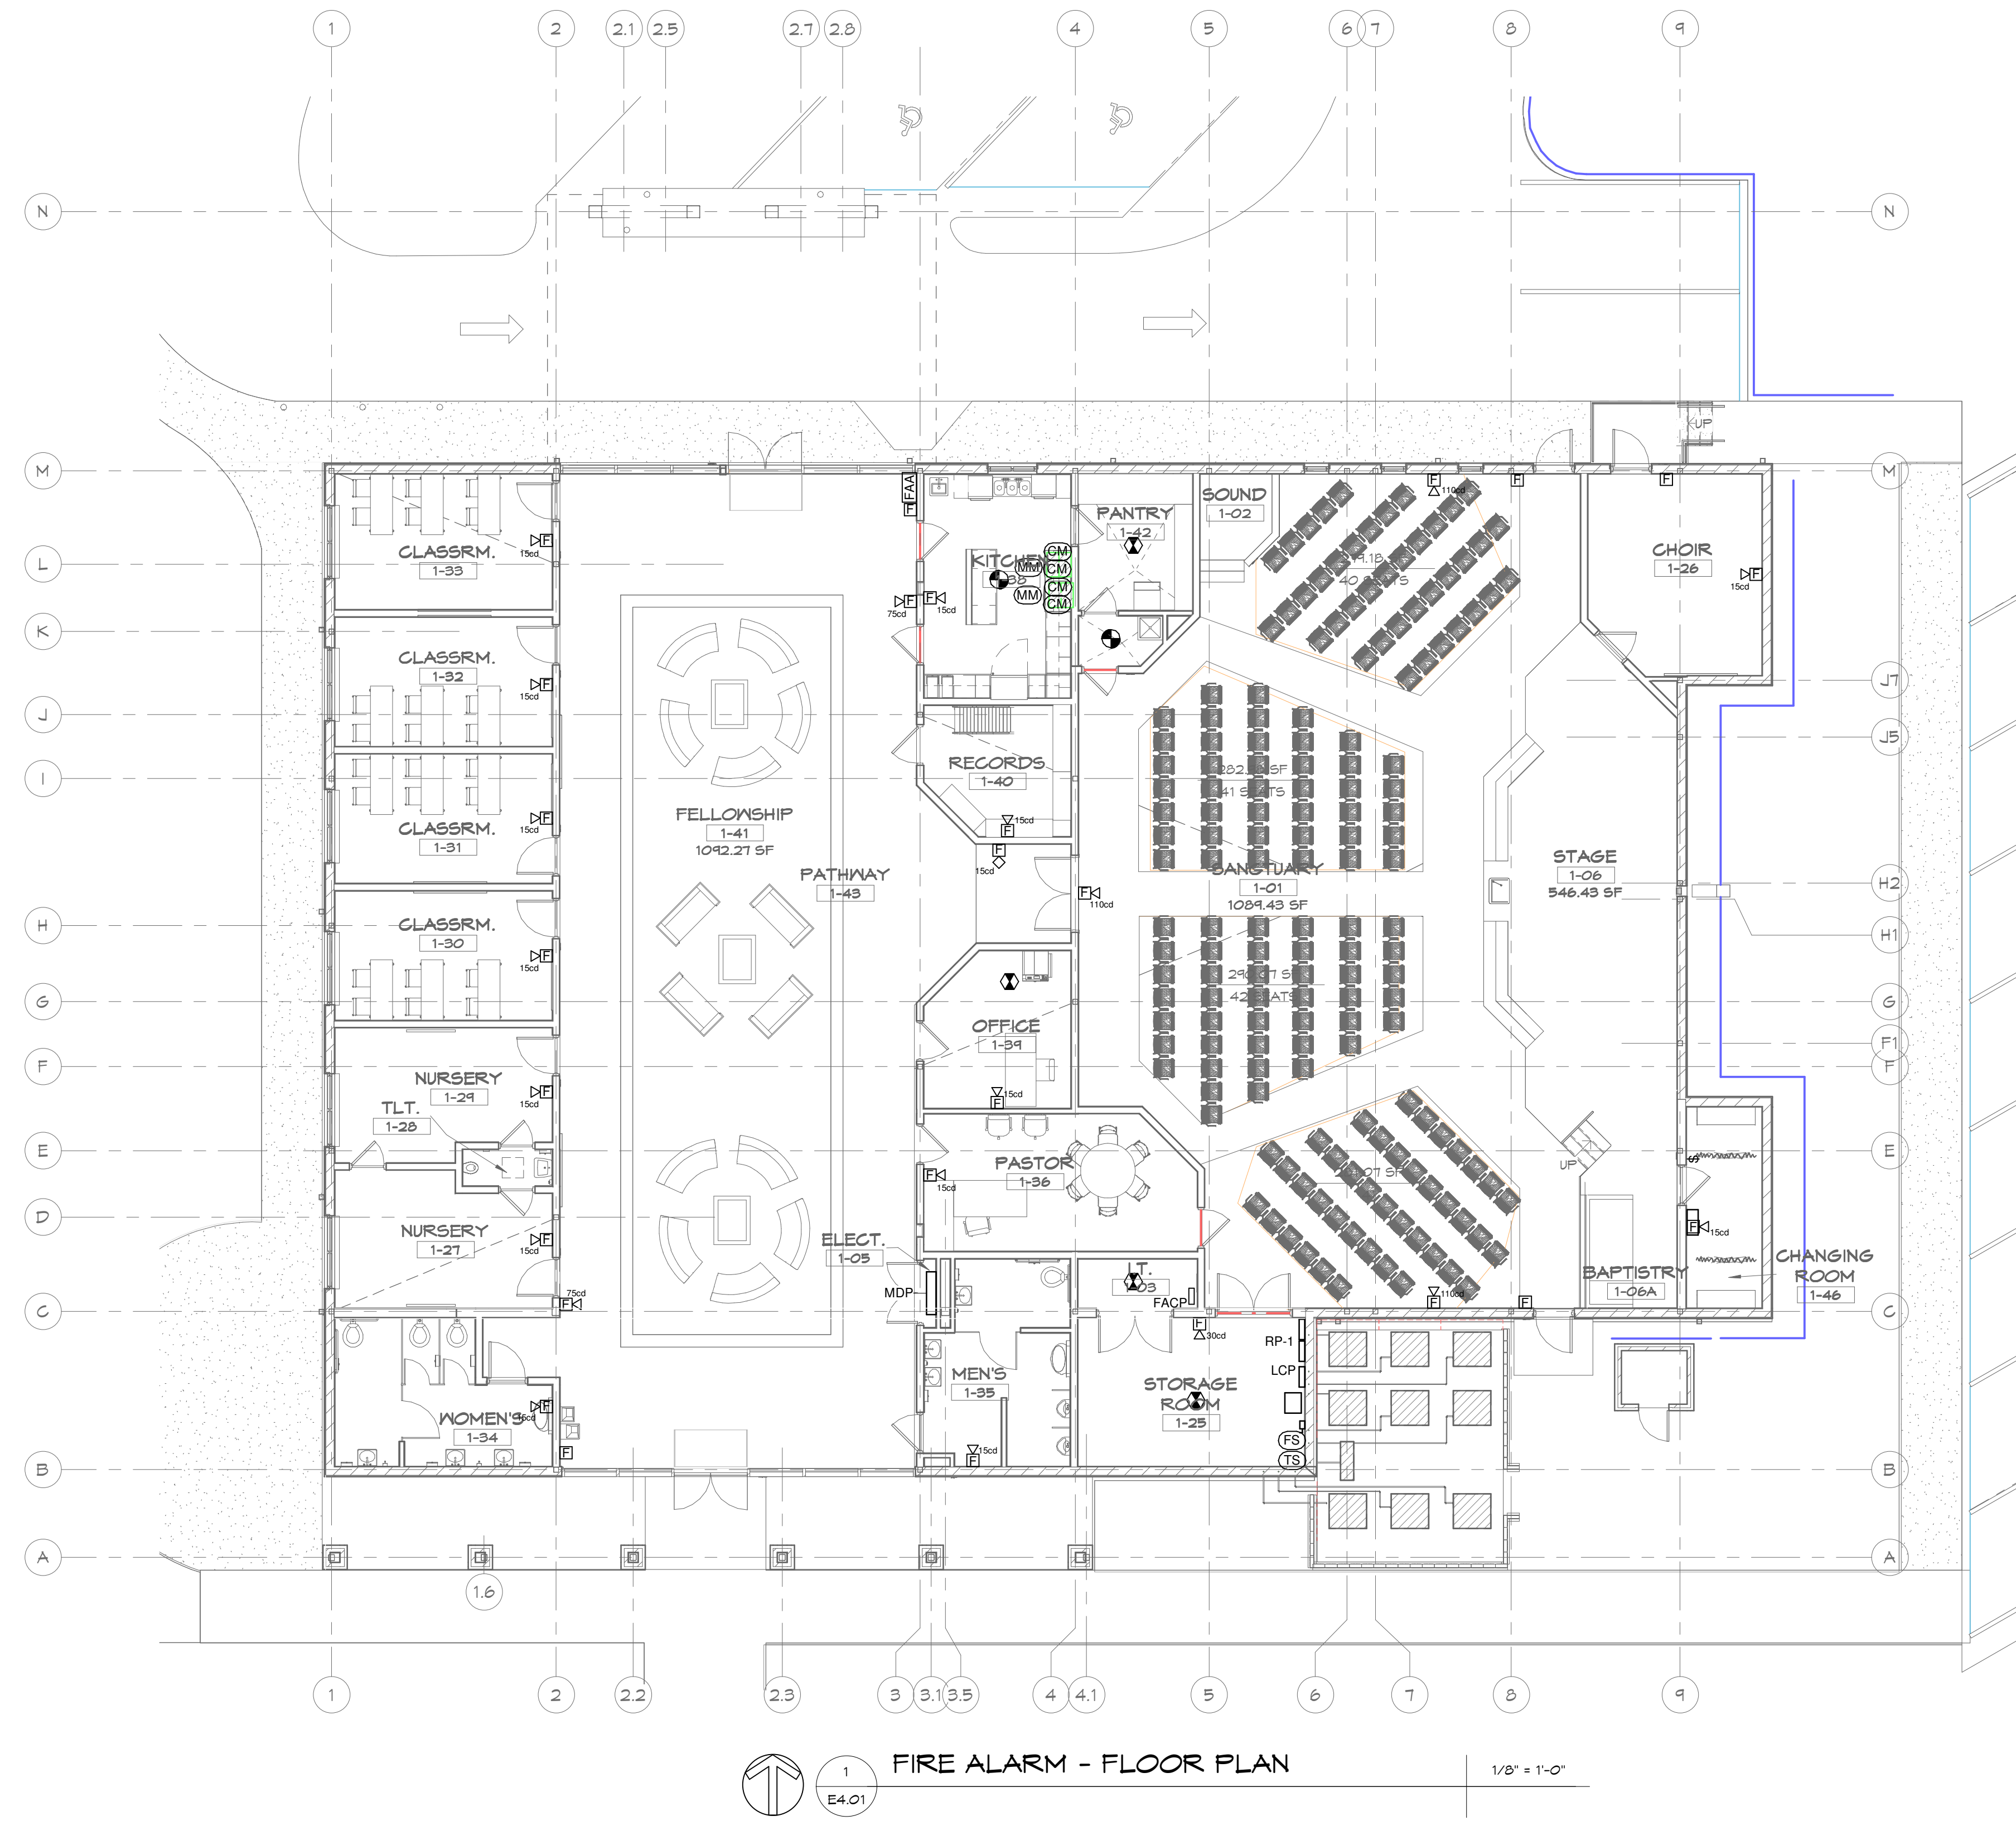 1 2 2.1 2.5 2.7 2.8 4 5 6 7 8 9
N N
M M
UP
FAA
F
F
110cd
F
F
SOUND
1-02
PANTRY
1-42
CLASSRM.
1-33
F
15cd
L
KITCHEN
CM
MM
CM
CM
MM
CM
40 SEATS
CHOIR
1-26
F
15cd
F
75cd
F
15cd
K
CLASSRM.
1-32
F
15cd
J7
J
J5
RECORDS
1-40
I
FELLOWSHIP
1-41
1092.27 SF
41 SEATS
CLASSRM.
1-31
F
15cd
15cd
F
F
15cd
STAGE
1-06
546.43 SF
SANCTUARY
1-01
1089.43 SF
PATHWAY
1-43
F
110cd
H2
H
H1
CLASSRM.
1-30
F
15cd
42 SEATS
G G
OFFICE
1-39
F1
F F
NURSERY
1-29
F
15cd
15cd
F
TLT.
1-28
E E
S
UP
PASTOR
1-36
F
15cd
D
NURSERY
1-27
F
15cd
F
15cd
ELECT.
1-05
MDP
I.T.
FACP
CHANGING
ROOM
1-46
BAPTISTRY
1-06A
75cd
F
110cd
F
F
C C
F
30cd
RP-1
LCP
MEN'S
1-35
STORAGE
ROOM
1-25
WOMEN'S
1-34
F
15cd
F
15cd
F
FS
TS
B B
A A
1.6
1 2 2.2 2.3 3 3.1 3.5 4 4.1 5 6 7 8 9
1
E4.01
FIRE ALARM - FLOOR PLAN
1/8" = 1'-0"